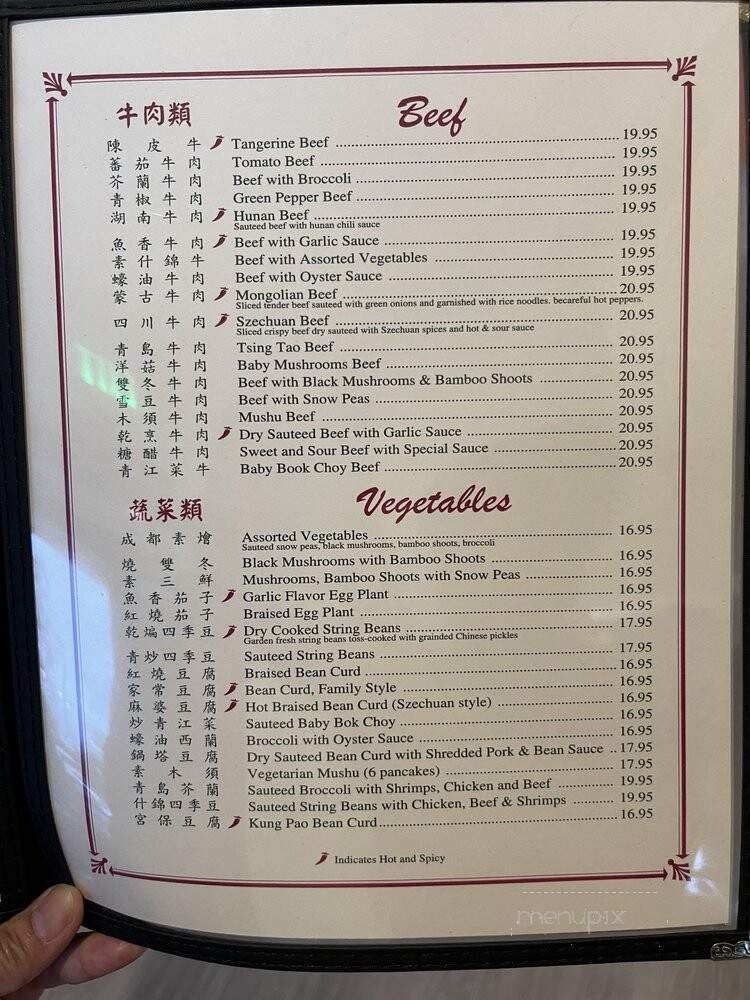 牛肉類 Beef
陳皮牛 Tangerine Beef 19.95
蕃茄牛肉 Tomato Beef 19.95
芥蘭牛肉 Beef with Broccoli 19.95
青椒牛肉 Green Pepper Beef 19.95
湖南牛肉 Hunan Beef 19.95
Sauteed beef with hunan chili sauce
魚香牛肉 Beef with Garlic Sauce 19.95
素什錦牛 Beef with Assorted Vegetables 19.95
蠔油牛肉 Beef with Oyster Sauce 19.95
蒙古牛肉 Mongolian Beef 20.95
Sliced tender beef sauteed with green onions and garnished with rice noodles. becareful hot peppers.
四川牛肉 Szechuan Beef 20.95
Sliced crispy beef dry sauteed with Szechuan spices and hot & sour sauce
青島牛肉 Tsing Tao Beef 20.95
洋菇牛肉 Baby Mushrooms Beef 20.95
雙冬牛肉 Beef with Black Mushrooms & Bamboo Shoots 20.95
雪豆牛肉 Beef with Snow Peas 20.95
木須牛肉 Mushu Beef 20.95
乾烹牛肉 Dry Sauteed Beef with Garlic Sauce 20.95
糖醋牛肉 Sweet and Sour Beef with Special Sauce 20.95
青江菜牛 Baby Book Choy Beef 20.95
蔬菜類 Vegetables
成都素燴 Assorted Vegetables 16.95
Sauteed snow peas, black mushrooms, bamboo shoots, broccoli
燒雙冬 Black Mushrooms with Bamboo Shoots 16.95
素三鮮 Mushrooms, Bamboo Shoots with Snow Peas 16.95
魚香茄子 Garlic Flavor Egg Plant 16.95
紅燒茄子 Braised Egg Plant 16.95
乾煸四季豆 Dry Cooked String Beans 17.95
Garden fresh string beans toss-cooked with grainded Chinese pickles
青炒四季豆 Sauteed String Beans 17.95
紅燒豆腐 Braised Bean Curd 16.95
家常豆腐 Bean Curd, Family Style 16.95
麻婆豆腐 Hot Braised Bean Curd (Szechuan style) 16.95
炒青江菜 Sauteed Baby Bok Choy 16.95
蠔油西蘭 Broccoli with Oyster Sauce 16.95
鍋塔豆腐 Dry Sauteed Bean Curd with Shredded Pork & Bean Sauce 17.95
素木須 Vegetarian Mushu (6 pancakes) 17.95
青島芥蘭 Sauteed Broccoli with Shrimps, Chicken and Beef 19.95
什錦四季豆 Sauteed String Beans with Chicken, Beef & Shrimps 19.95
宮保豆腐 Kung Pao Bean Curd 16.95
Indicates Hot and Spicy
menupix